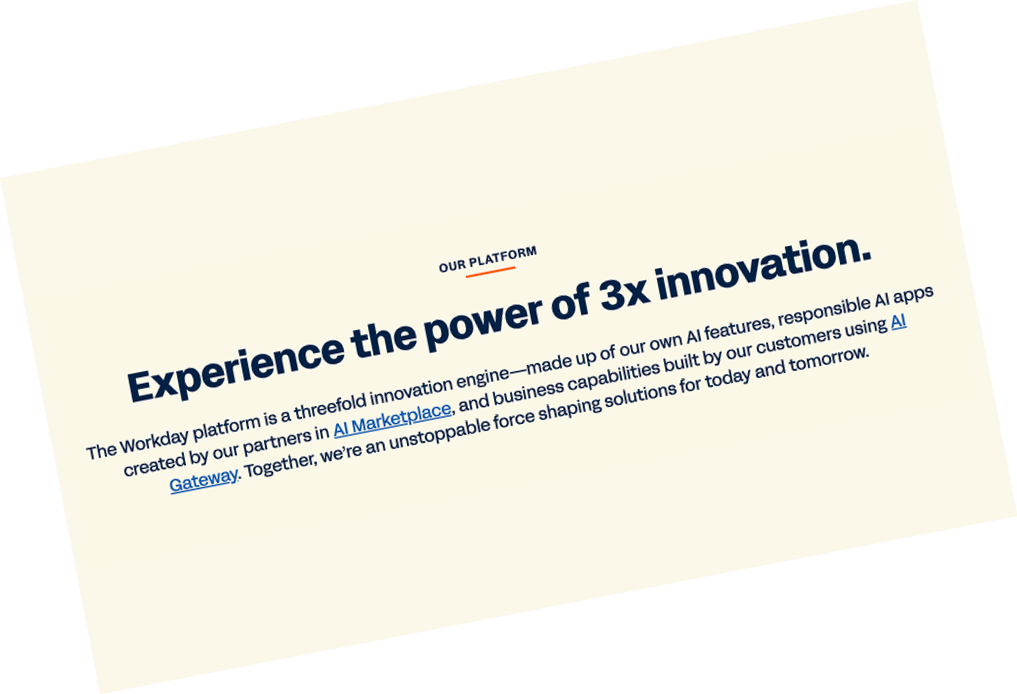 OUR PLATFORM
Experience the power of 3x innovation.
The Workday platform is a threefold innovation engine—made up of our own AI features, responsible AI apps
created by our partners in AI Marketplace, and business capabilities built by our customers using AI
Gateway. Together, we’re an unstoppable force shaping solutions for today and tomorrow.